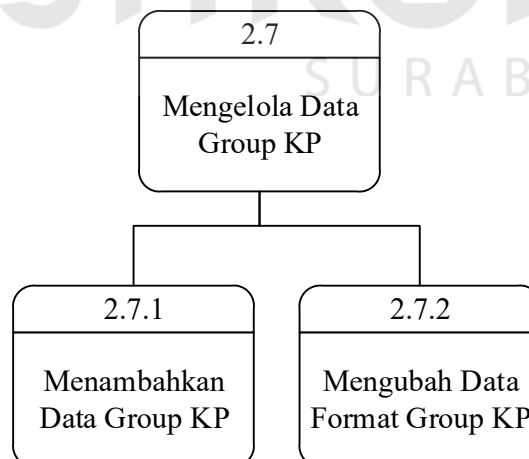 SURAB
2.7
Mengelola Data
Group KP
2.7.1
Menambahkan
Data Group KP
2.7.2
Mengubah Data
Format Group KP